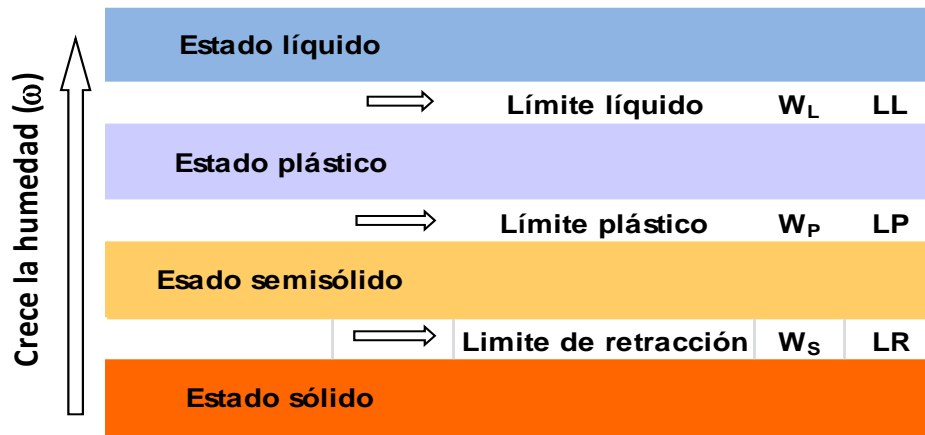 Crece la humedad (ω)
Estado líquido
Límite líquido W_L LL
Estado plástico
Límite plástico W_P LP
Esado semisólido
Limite de retracción W_S LR
Estado sólido